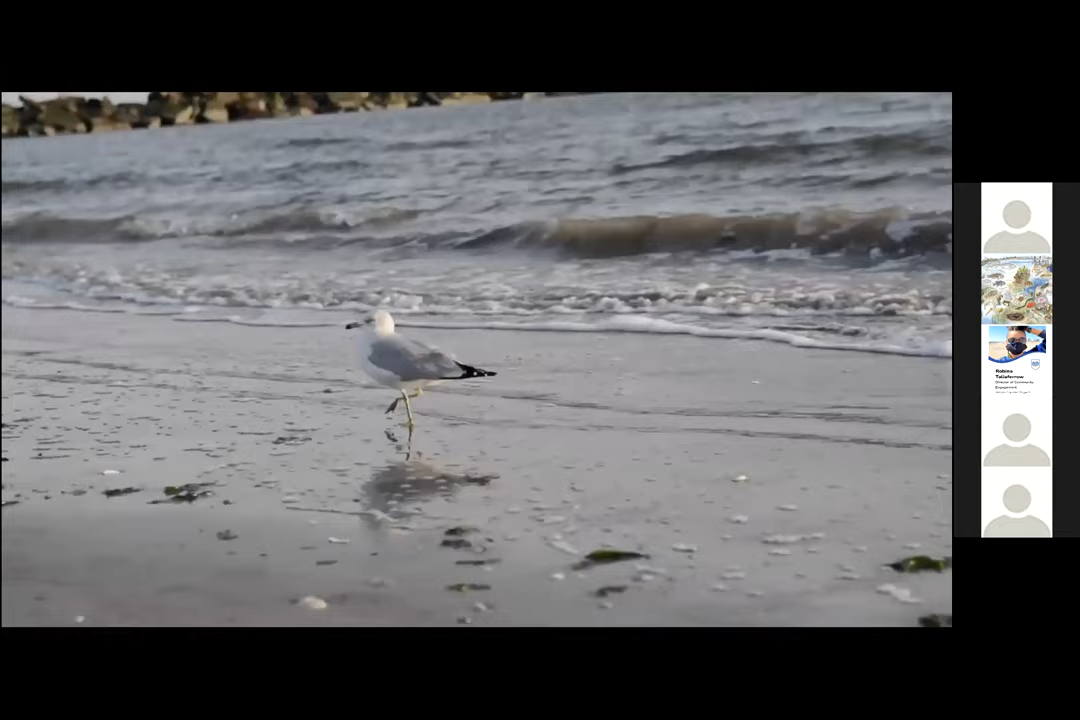 Robina
Taliaferrow
Director of Community
Engagement